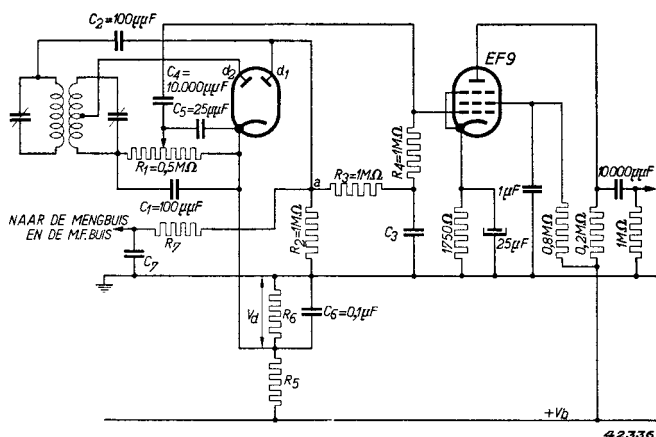 C2=100µµF
d2
d1
C4=
10.000µµF
C5=25µµF
EF9
R1=0,5MΩ
C1=100µµF
a
R3=1MΩ
R4=1MΩ
NAAR DE MENGBUIS
EN DE M.F. BUIS
R7
C7
R2=1MΩ
C3
1750Ω
25µF
1µF
0,8MΩ
0,2MΩ
10000µµF
1MΩ
Vd
R6
C6=0,1µF
R5
+Vb
42336